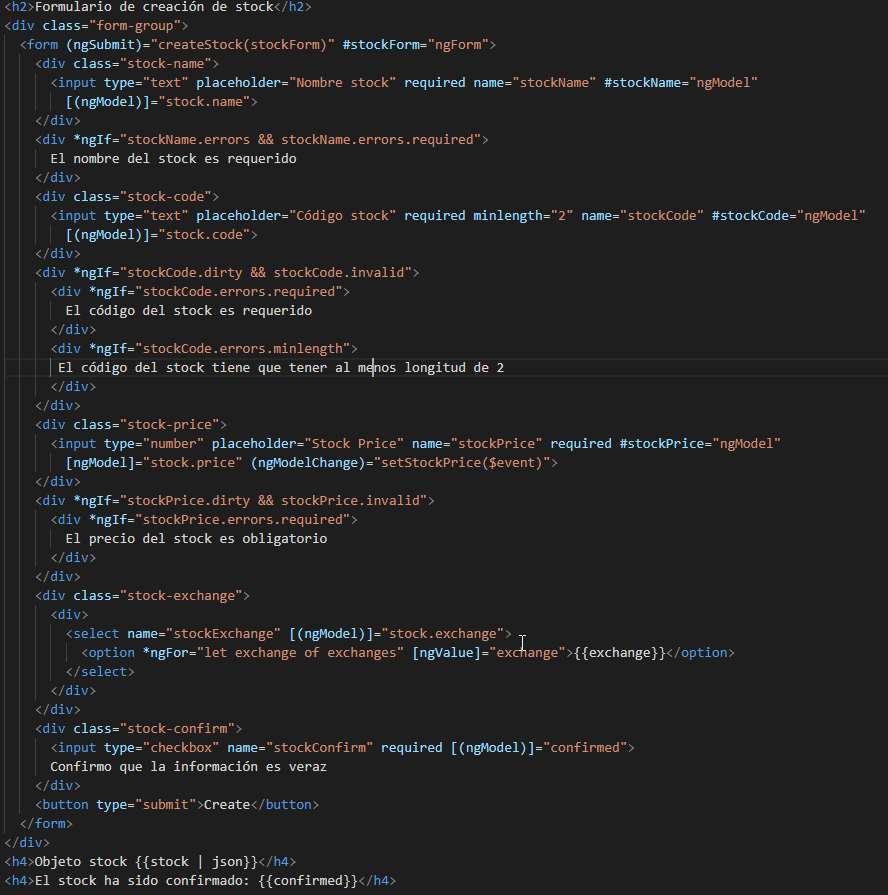 <h2>Formulario de creación de stock</h2>
<div class="form-group">
<form (ngSubmit)="createStock(stockForm)" #stockForm="ngForm">
<div class="stock-name">
<input type="text" placeholder="Nombre stock" required name="stockName" #stockName="ngModel"
[(ngModel)]="stock.name">
</div>
<div *ngIf="stockName.errors && stockName.errors.required">
El nombre del stock es requerido
</div>
<div class="stock-code">
<input type="text" placeholder="Código stock" required minlength="2" name="stockCode" #stockCode="ngModel"
[(ngModel)]="stock.code">
</div>
<div *ngIf="stockCode.dirty && stockCode.invalid">
<div *ngIf="stockCode.errors.required">
El código del stock es requerido
</div>
<div *ngIf="stockCode.errors.minlength">
El código del stock tiene que tener al menos longitud de 2
</div>
</div>
<div class="stock-price">
<input type="number" placeholder="Stock Price" name="stockPrice" required #stockPrice="ngModel"
[ngModel]="stock.price" (ngModelChange)="setStockPrice($event)">
</div>
<div *ngIf="stockPrice.dirty && stockPrice.invalid">
<div *ngIf="stockPrice.errors.required">
El precio del stock es obligatorio
</div>
</div>
<div class="stock-exchange">
<div>
<select name="stockExchange" [(ngModel)]="stock.exchange">
<option *ngFor="let exchange of exchanges" [ngValue]="exchange">{{exchange}}</option>
</select>
</div>
</div>
<div class="stock-confirm">
<input type="checkbox" name="stockConfirm" required [(ngModel)]="confirmed">
Confirmo que la información es veraz
</div>
<button type="submit">Create</button>
</form>
</div>
<h4>Objeto stock {{stock | json}}</h4>
<h4>El stock ha sido confirmado: {{confirmed}}</h4>